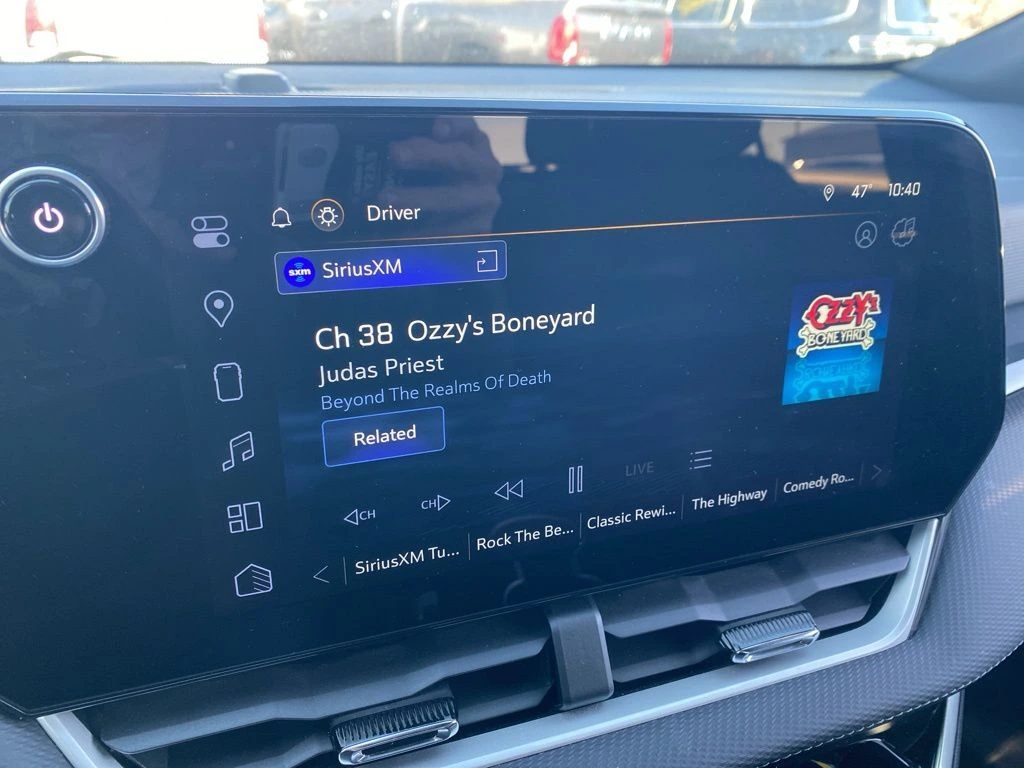 47° 10:40
Driver
sxm SiriusXM
Ch 38 Ozzy's Boneyard
OZZY'S
BONEYARD
Judas Priest
Beyond The Realms Of Death
Related
CH CH LIVE
SiriusXM Tu... Rock The Be... Classic Rewi... The Highway Comedy Ro...